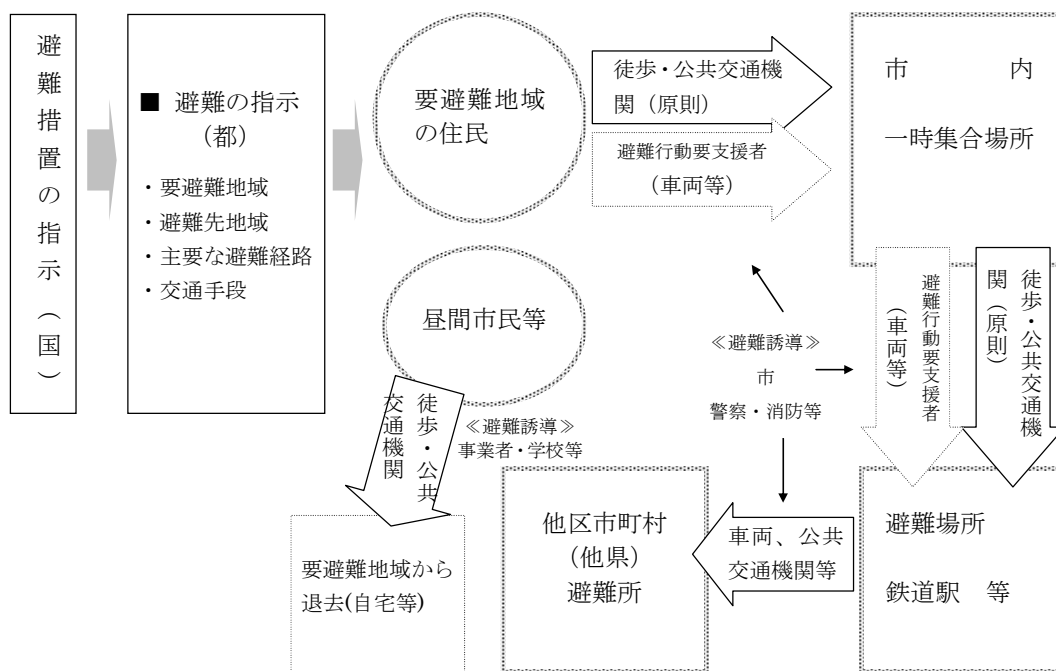 避難措置の指示(国)
■ 避難の指示
(都)
・要避難地域
・避難先地域
・主要な避難経路
・交通手段
要避難地域
の住民
徒歩・公共交通機
関(原則)
避難行動要支援者
(車両等)
市 内
一時集合場所
昼間市民等
徒歩・公共
交通機関
≪避難誘導≫
事業者・学校等
≪避難誘導≫
市
警察・消防等
徒歩・公共交通機
関(原則)
避難行動要支援者
(車両等)
要避難地域から
退去(自宅等)
他区市町村
(他県)
避難所
車両、公共
交通機関等
避難場所
鉄道駅 等